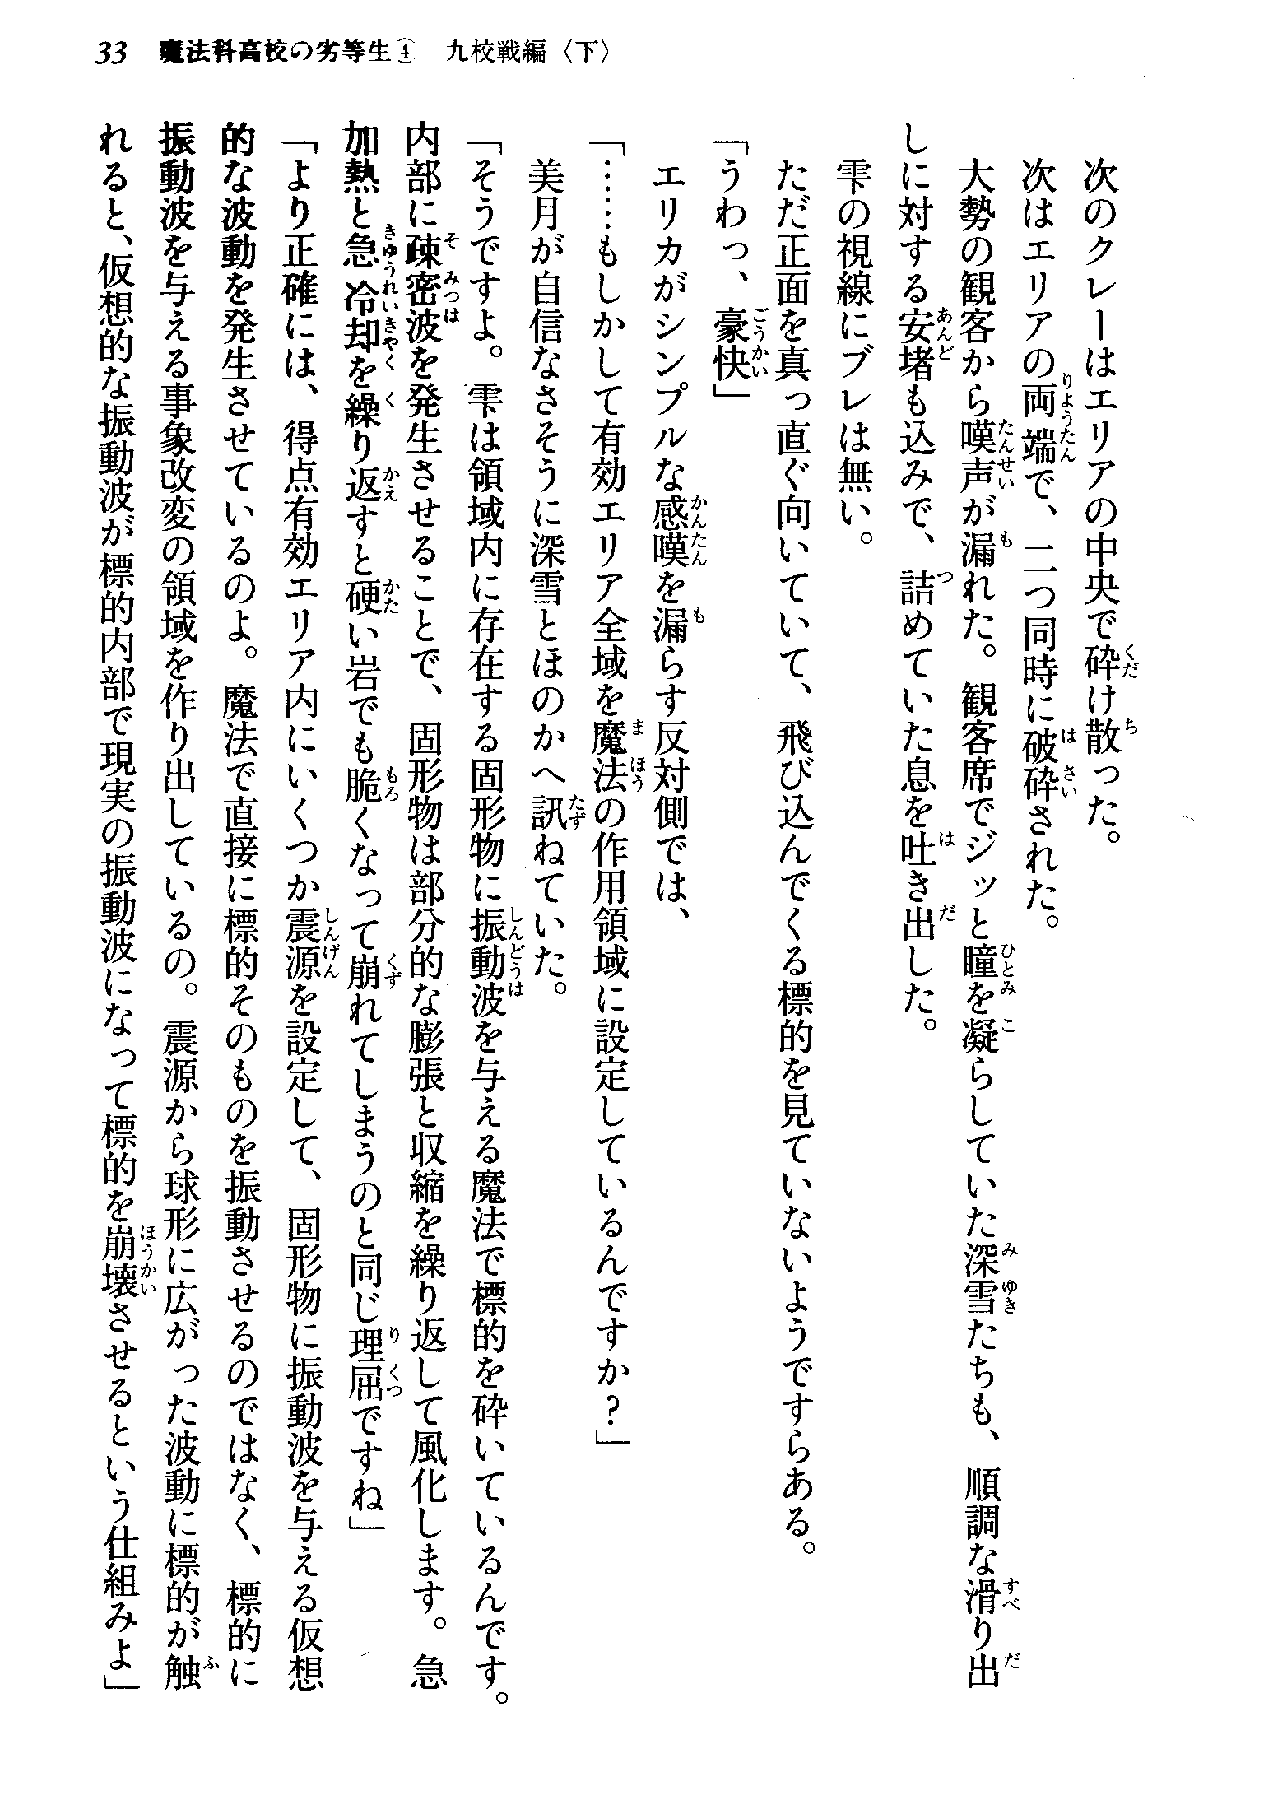 33 魔法科高校の劣等生④ 九校戦編〈下〉
次のクレーはエリアの中央で砕け散った。
次はエリアの両端で、二つ同時に破砕された。
大勢の観客から嘆声が漏れた。観客席でジッと瞳を凝らしていた深雪たちも、順調な滑り出
しに対する安堵も込みで、詰めていた息を吐き出した。
雫の視線にブレは無い。
ただ正面を真っ直ぐ向いていて、飛び込んでくる標的を見ていないようですらある。
「うわっ、豪快」
エリカがシンプルな感嘆を漏らす反対側では、
「……もしかして有効エリア全域を魔法の作用領域に設定しているんですか？」
美月が自信なさそうに深雪とほのかへ訊ねていた。
「そうですよ。雫は領域内に存在する固形物に振動波を与える魔法で標的を砕いているんです。
内部に疎密波を発生させることで、固形物は部分的な膨張と収縮を繰り返して風化します。急
加熱と急冷却を繰り返すと硬い岩でも脆くなって崩れてしまうのと同じ理屈ですね」
「より正確には、得点有効エリア内にいくつか震源を設定して、固形物に振動波を与える仮想
的な波動を発生させているのよ。魔法で直接に標的そのものを振動させるのではなく、標的に
振動波を与える事象改変の領域を作り出しているの。震源から球形に広がった波動に標的が触
れると、仮想的な振動波が標的内部で現実の振動波になって標的を崩壊させるという仕組みよ」